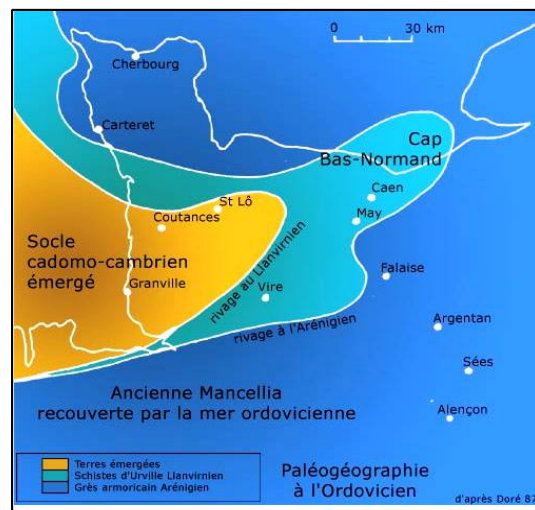 0 30 km
Cherbourg
Carteret
Cap
Bas-Normand
Caen
St Lô
May
Coutances
Socle
cadomo-cambrien
émergé
Granville
rivage au Llanvirnien
Vire
Falaise
rivage à l'Arénigien
Argentan
Sées
Ancienne Mancellia
recouverte par la mer ordovicienne
Alençon
Terres émergées
Schistes d'Urville Llanvirnien
Grès armoricain Arénigien
Paléogéographie
à l'Ordovicien
d'après Doré 87